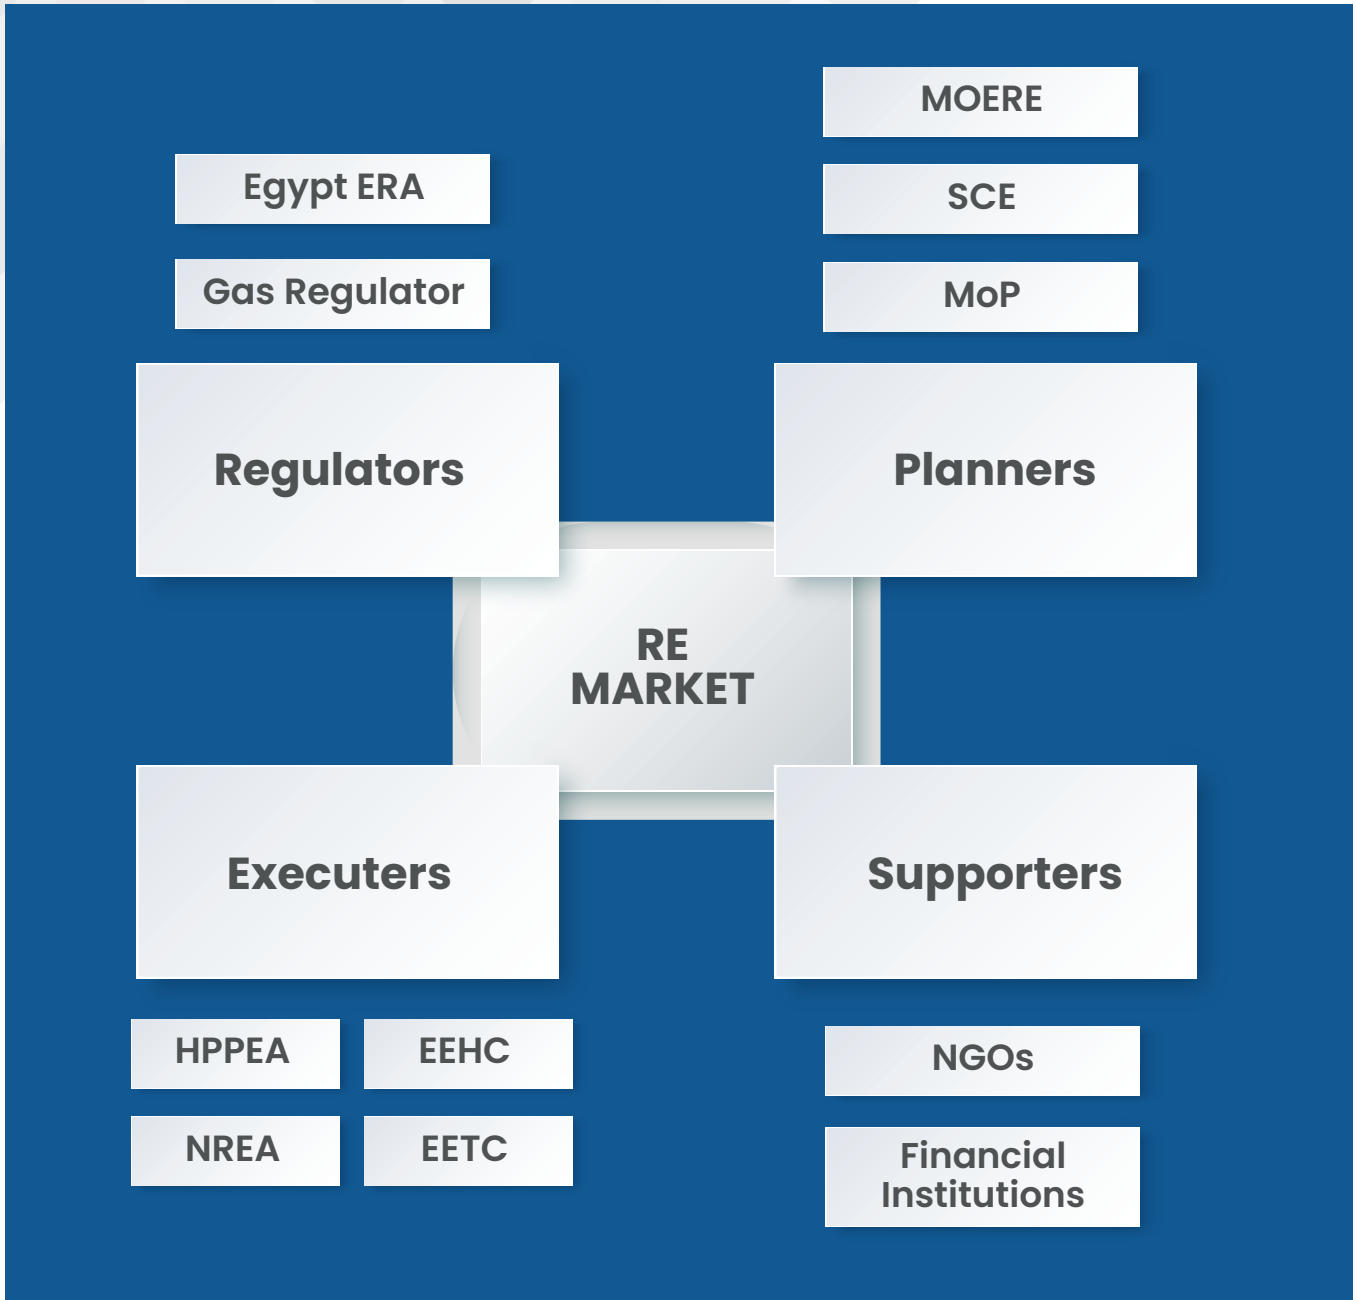 MOERE
Egypt ERA
SCE
Gas Regulator
MoP
Regulators
Planners
RE
MARKET
Executers
Supporters
HPPEA
EEHC
NGOs
NREA
EETC
Financial
Institutions